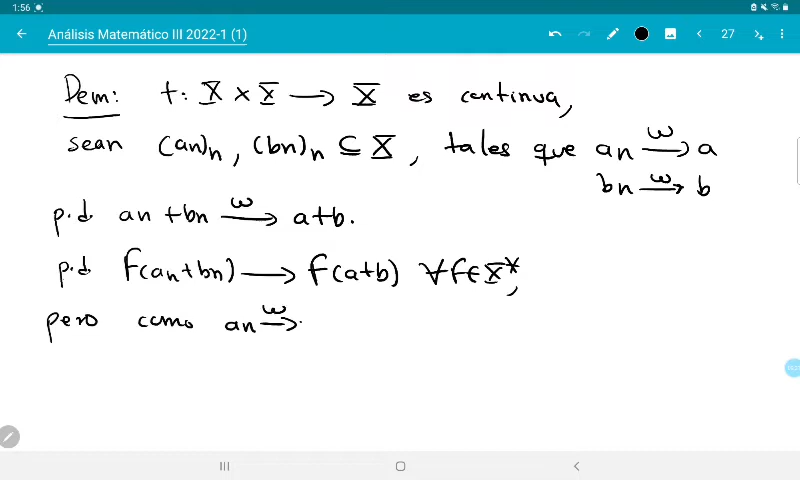 1:56
Análisis Matemático III 2022-1 (1)
27
Dem: +: X × X → X es continua,
sean (an)n, (bn)n ⊆ X, tales que an →ʷ a
bn →ʷ b
p.d. an + bn →ʷ a+b.
p.d. f(an+bn) → f(a+b) ∀f∈X*,
pero como an →ʷ